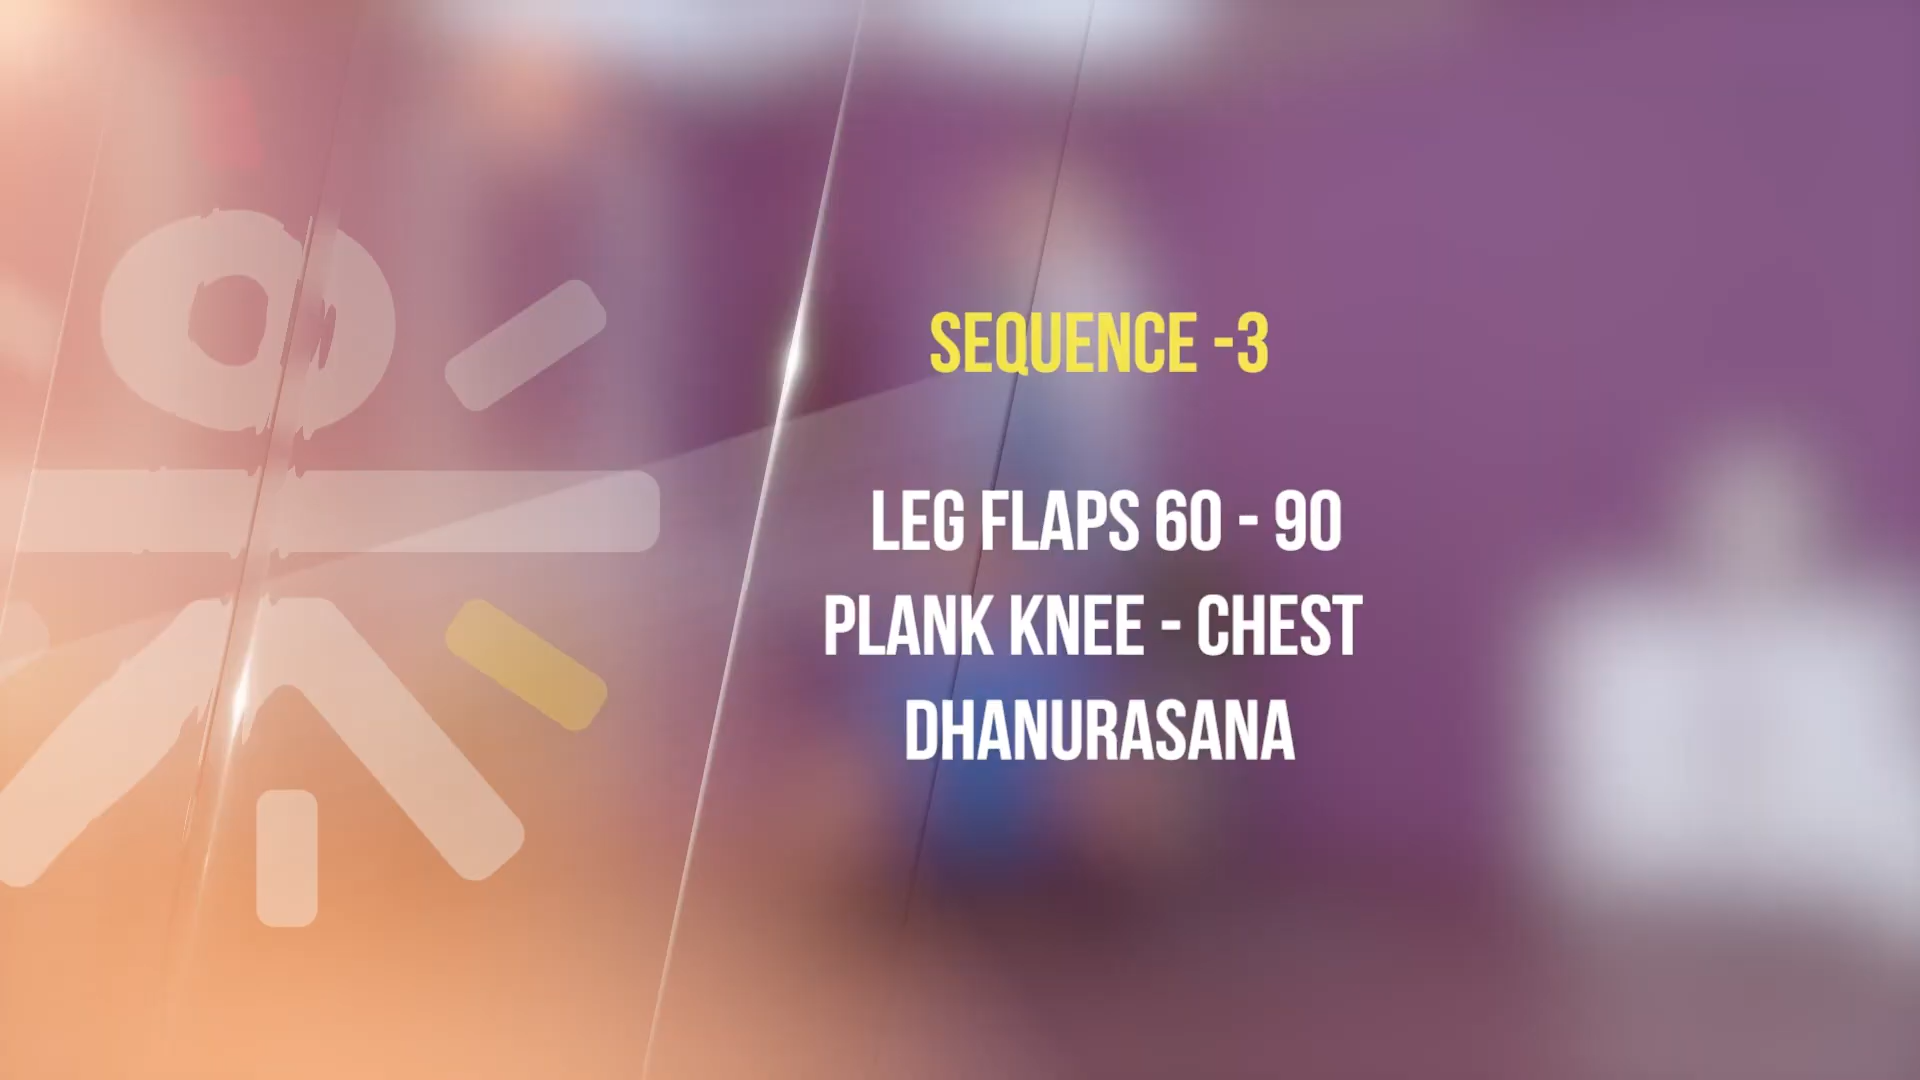 SEQUENCE -3
LEG FLAPS 60 - 90
PLANK KNEE - CHEST
DHANURASANA